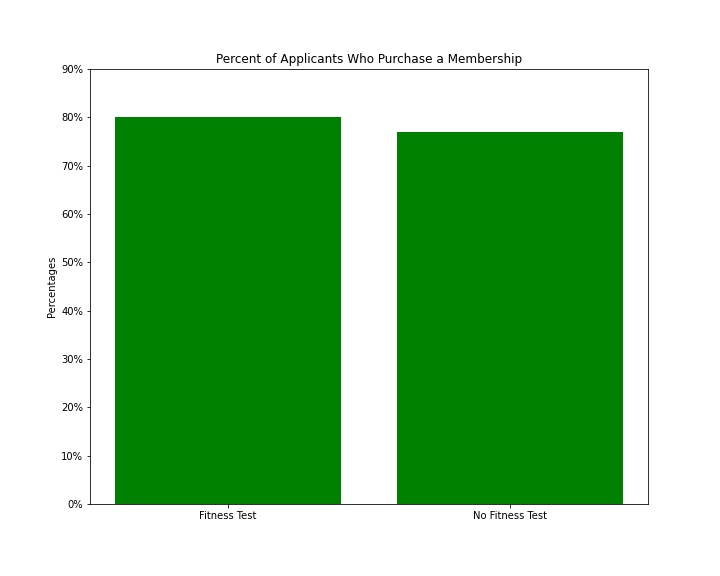 Percent of Applicants Who Purchase a Membership
90%
80%
70%
60%
50%
40%
30%
20%
10%
0%
Percentages
Fitness Test
No Fitness Test